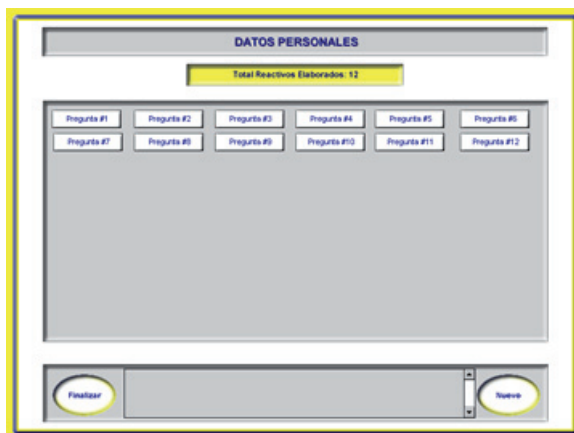 DATOS PERSONALES
Total Reactivos Elaborados: 12
Pregunta #1 Pregunta #2 Pregunta #3 Pregunta #4 Pregunta #5 Pregunta #6
Pregunta #7 Pregunta #8 Pregunta #9 Pregunta #10 Pregunta #11 Pregunta #12
Finalizar Nuevo